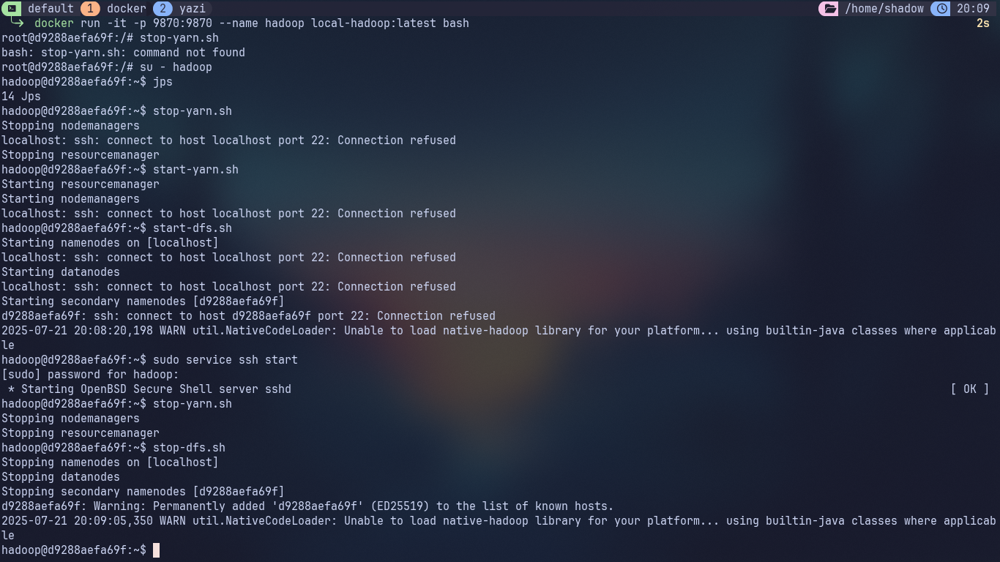 default 1 docker 2 yazi /home/shadow 20:09
docker run -it -p 9870:9870 --name hadoop local-hadoop:latest bash 2s
root@d9288aefa69f:/# stop-yarn.sh
bash: stop-yarn.sh: command not found
root@d9288aefa69f:/# su - hadoop
hadoop@d9288aefa69f:~$ jps
14 Jps
hadoop@d9288aefa69f:~$ stop-yarn.sh
Stopping nodemanagers
localhost: ssh: connect to host localhost port 22: Connection refused
Stopping resourcemanager
hadoop@d9288aefa69f:~$ start-yarn.sh
Starting resourcemanager
Starting nodemanagers
localhost: ssh: connect to host localhost port 22: Connection refused
hadoop@d9288aefa69f:~$ start-dfs.sh
Starting namenodes on [localhost]
localhost: ssh: connect to host localhost port 22: Connection refused
Starting datanodes
localhost: ssh: connect to host localhost port 22: Connection refused
Starting secondary namenodes [d9288aefa69f]
d9288aefa69f: ssh: connect to host d9288aefa69f port 22: Connection refused
2025-07-21 20:08:20,198 WARN util.NativeCodeLoader: Unable to load native-hadoop library for your platform... using builtin-java classes where applicab
le
hadoop@d9288aefa69f:~$ sudo service ssh start
[sudo] password for hadoop:
 * Starting OpenBSD Secure Shell server sshd [ OK ]
hadoop@d9288aefa69f:~$ stop-yarn.sh
Stopping nodemanagers
Stopping resourcemanager
hadoop@d9288aefa69f:~$ stop-dfs.sh
Stopping namenodes on [localhost]
Stopping datanodes
Stopping secondary namenodes [d9288aefa69f]
d9288aefa69f: Warning: Permanently added 'd9288aefa69f' (ED25519) to the list of known hosts.
2025-07-21 20:09:05,350 WARN util.NativeCodeLoader: Unable to load native-hadoop library for your platform... using builtin-java classes where applicab
le
hadoop@d9288aefa69f:~$